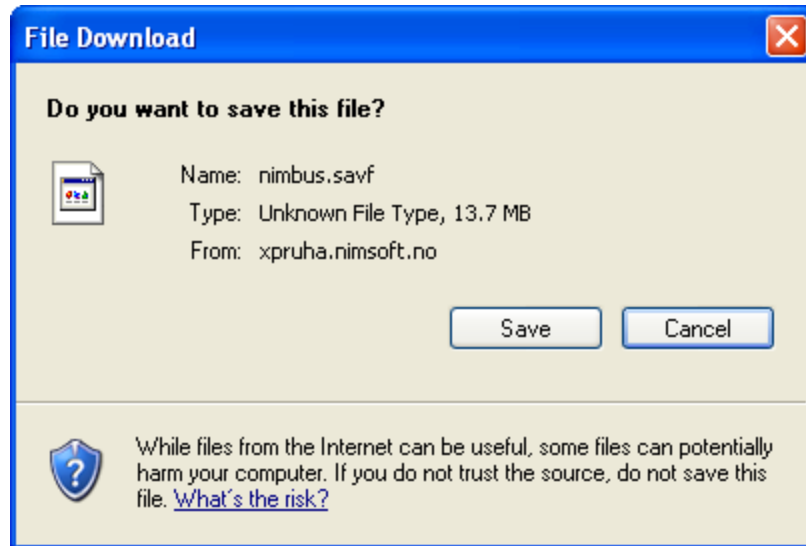 File Download
Do you want to save this file?
Name: nimbus.savf
Type: Unknown File Type, 13.7 MB
From: xpruha.nimsoft.no
Save Cancel
While files from the Internet can be useful, some files can potentially
harm your computer. If you do not trust the source, do not save this
file. What´s the risk?